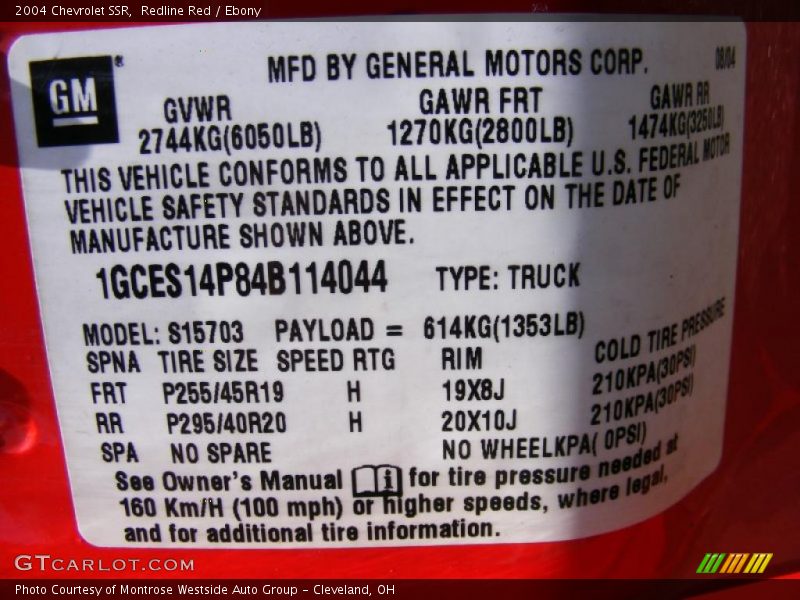 2004 Chevrolet SSR,  Redline Red / Ebony
GM®
MFD BY GENERAL MOTORS CORP. 08/04
GVWR GAWR FRT GAWR RR
2744KG(6050LB) 1270KG(2800LB) 1474KG(3250LB)
THIS VEHICLE CONFORMS TO ALL APPLICABLE U.S. FEDERAL MOTOR
VEHICLE SAFETY STANDARDS IN EFFECT ON THE DATE OF
MANUFACTURE SHOWN ABOVE.
1GCES14P84B114044 TYPE: TRUCK
MODEL: S15703 PAYLOAD = 614KG(1353LB)
SPNA TIRE SIZE SPEED RTG RIM COLD TIRE PRESSURE
FRT P255/45R19 H 19X8J 210KPA(30PSI)
RR P295/40R20 H 20X10J 210KPA(30PSI)
SPA NO SPARE NO WHEELKPA( 0PSI)
See Owner's Manual for tire pressure needed at
160 Km/H (100 mph) or higher speeds, where legal,
and for additional tire information.
GTCARLOT.COM
Photo Courtesy of Montrose Westside Auto Group - Cleveland, OH